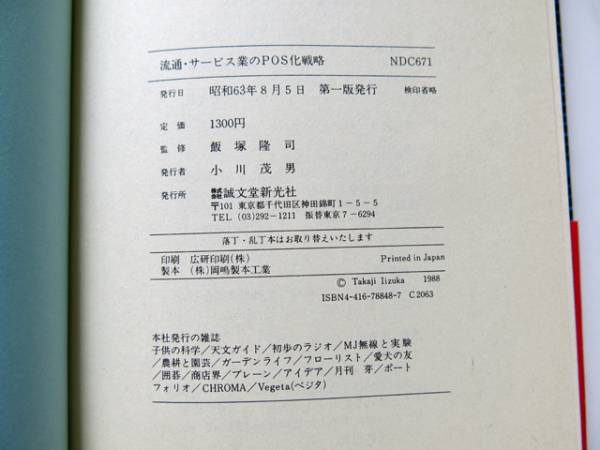 流通・サービス業のPOS化戦略 NDC671
発行日 昭和63年8月5日 第一版発行 検印省略
定価 1300円
監修 飯塚隆司
発行者 小川茂男
発行所 株式会社誠文堂新光社
〒101 東京都千代田区神田錦町1-5-5
TEL (03)292-1211 振替東京7-6294
落丁・乱丁本はお取り替えいたします
印刷 広研印刷(株) Printed in Japan
製本 (株)岡嶋製本工業
© Takaji Iizuka 1988
ISBN4-416-78848-7 C2063
本社発行の雑誌
子供の科学/天文ガイド/初歩のラジオ/MJ無線と実験
/農耕と園芸/ガーデンライフ/フローリスト/愛犬の友
/囲碁/商店界/ブレーン/アイデア/月刊 芽/ポート
フォリオ/CHROMA/Vegeta(ベジタ)